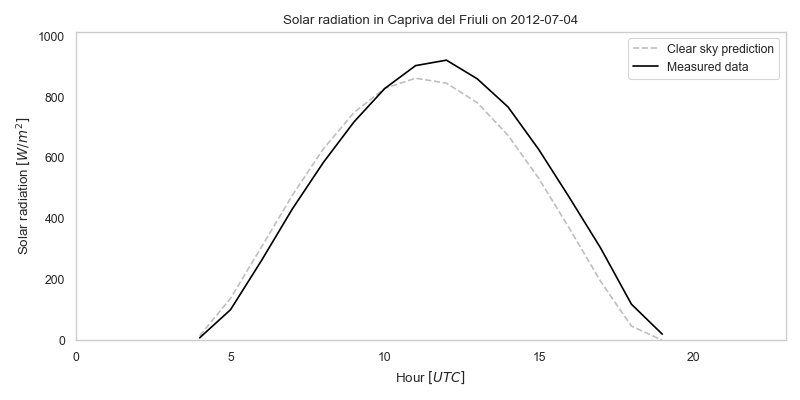 Solar radiation in Capriva del Friuli on 2012-07-04
Clear sky prediction
Measured data
1000
800
600
400
200
0
Solar radiation [W/m²]
0 5 10 15 20
Hour [UTC]